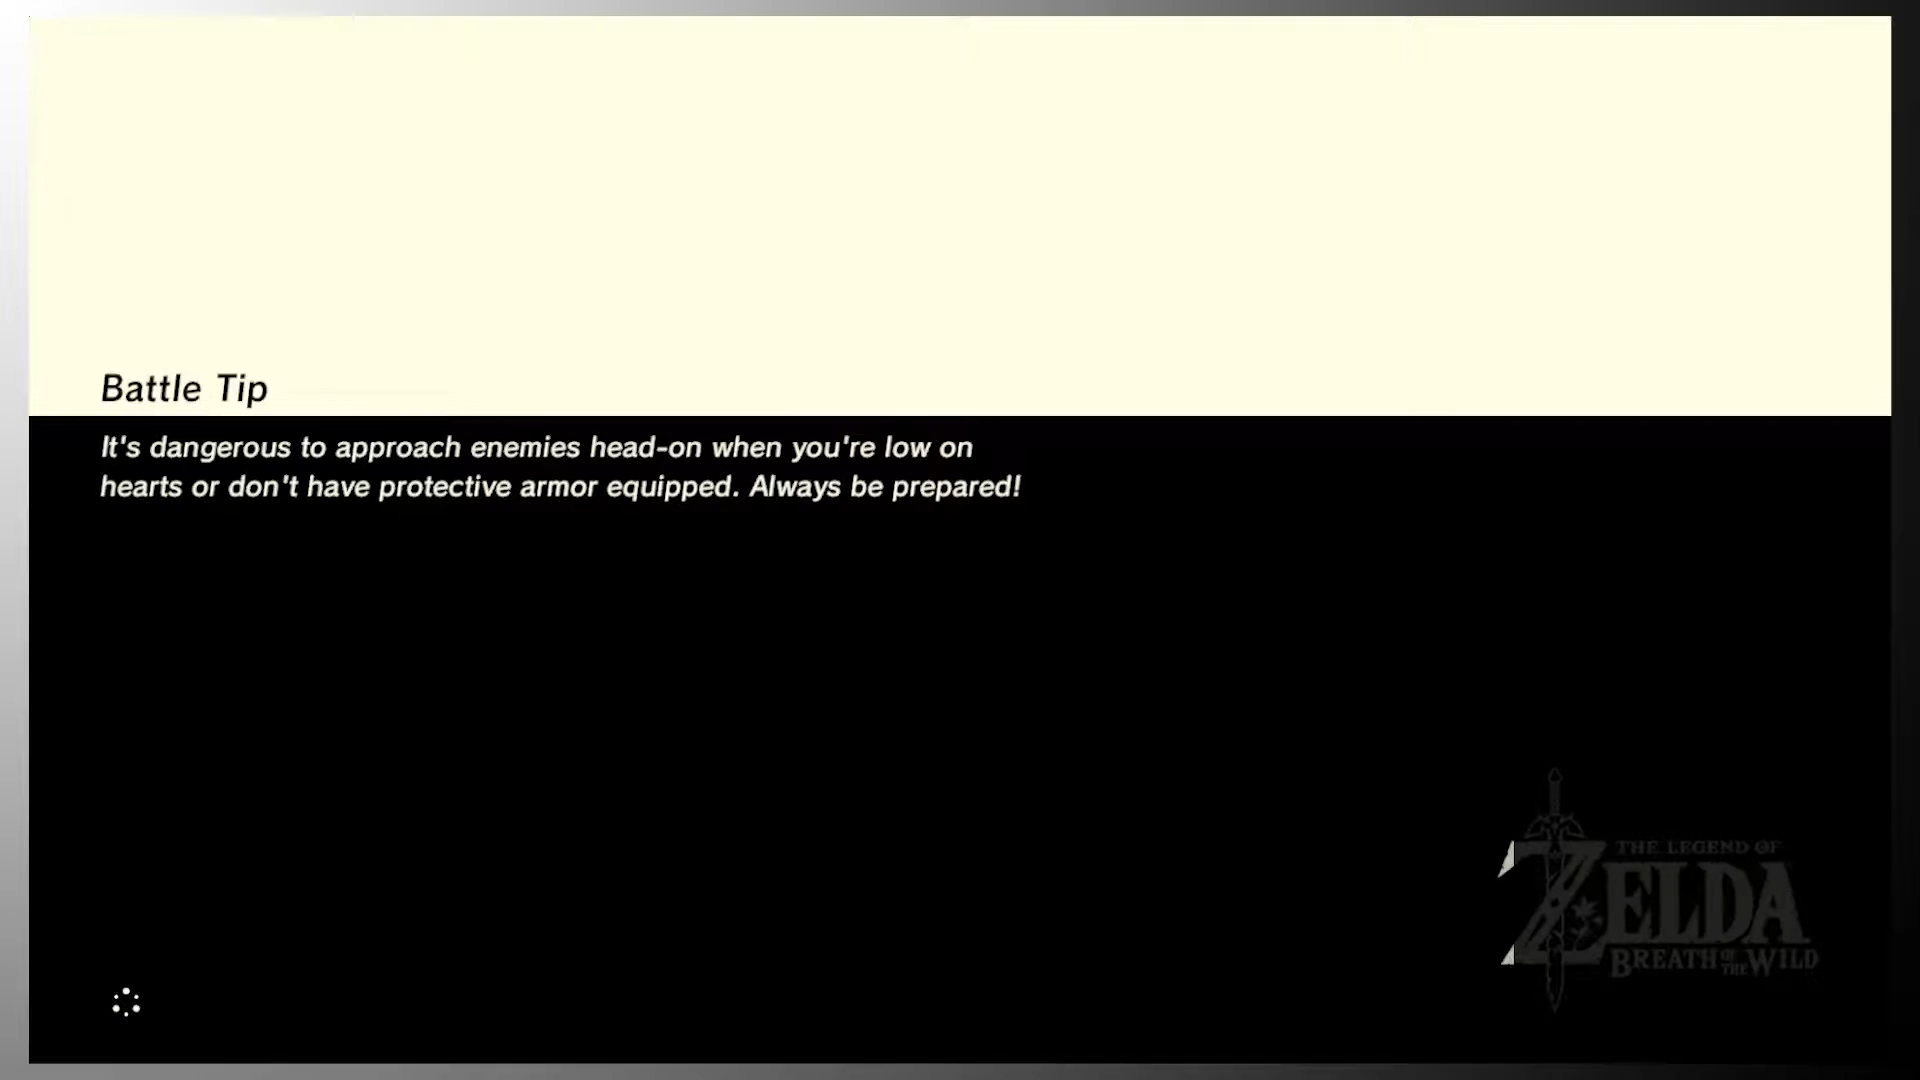 Battle Tip
It's dangerous to approach enemies head-on when you're low on
hearts or don't have protective armor equipped. Always be prepared!
THE LEGEND OF
ZELDA
BREATH OF THE WILD